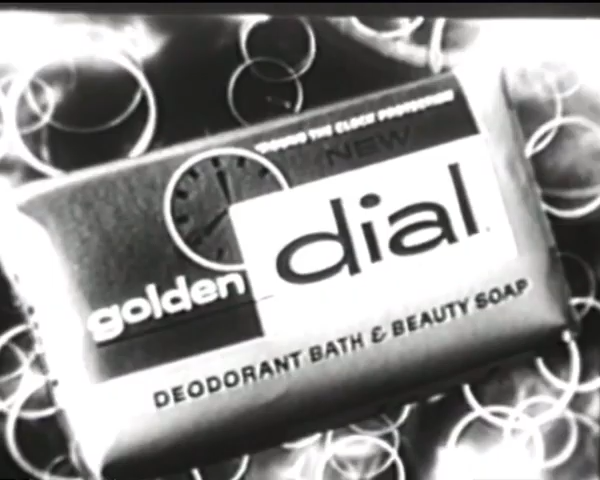 'ROUND THE CLOCK PROTECTION
NEW
dial
golden
DEODORANT BATH & BEAUTY SOAP